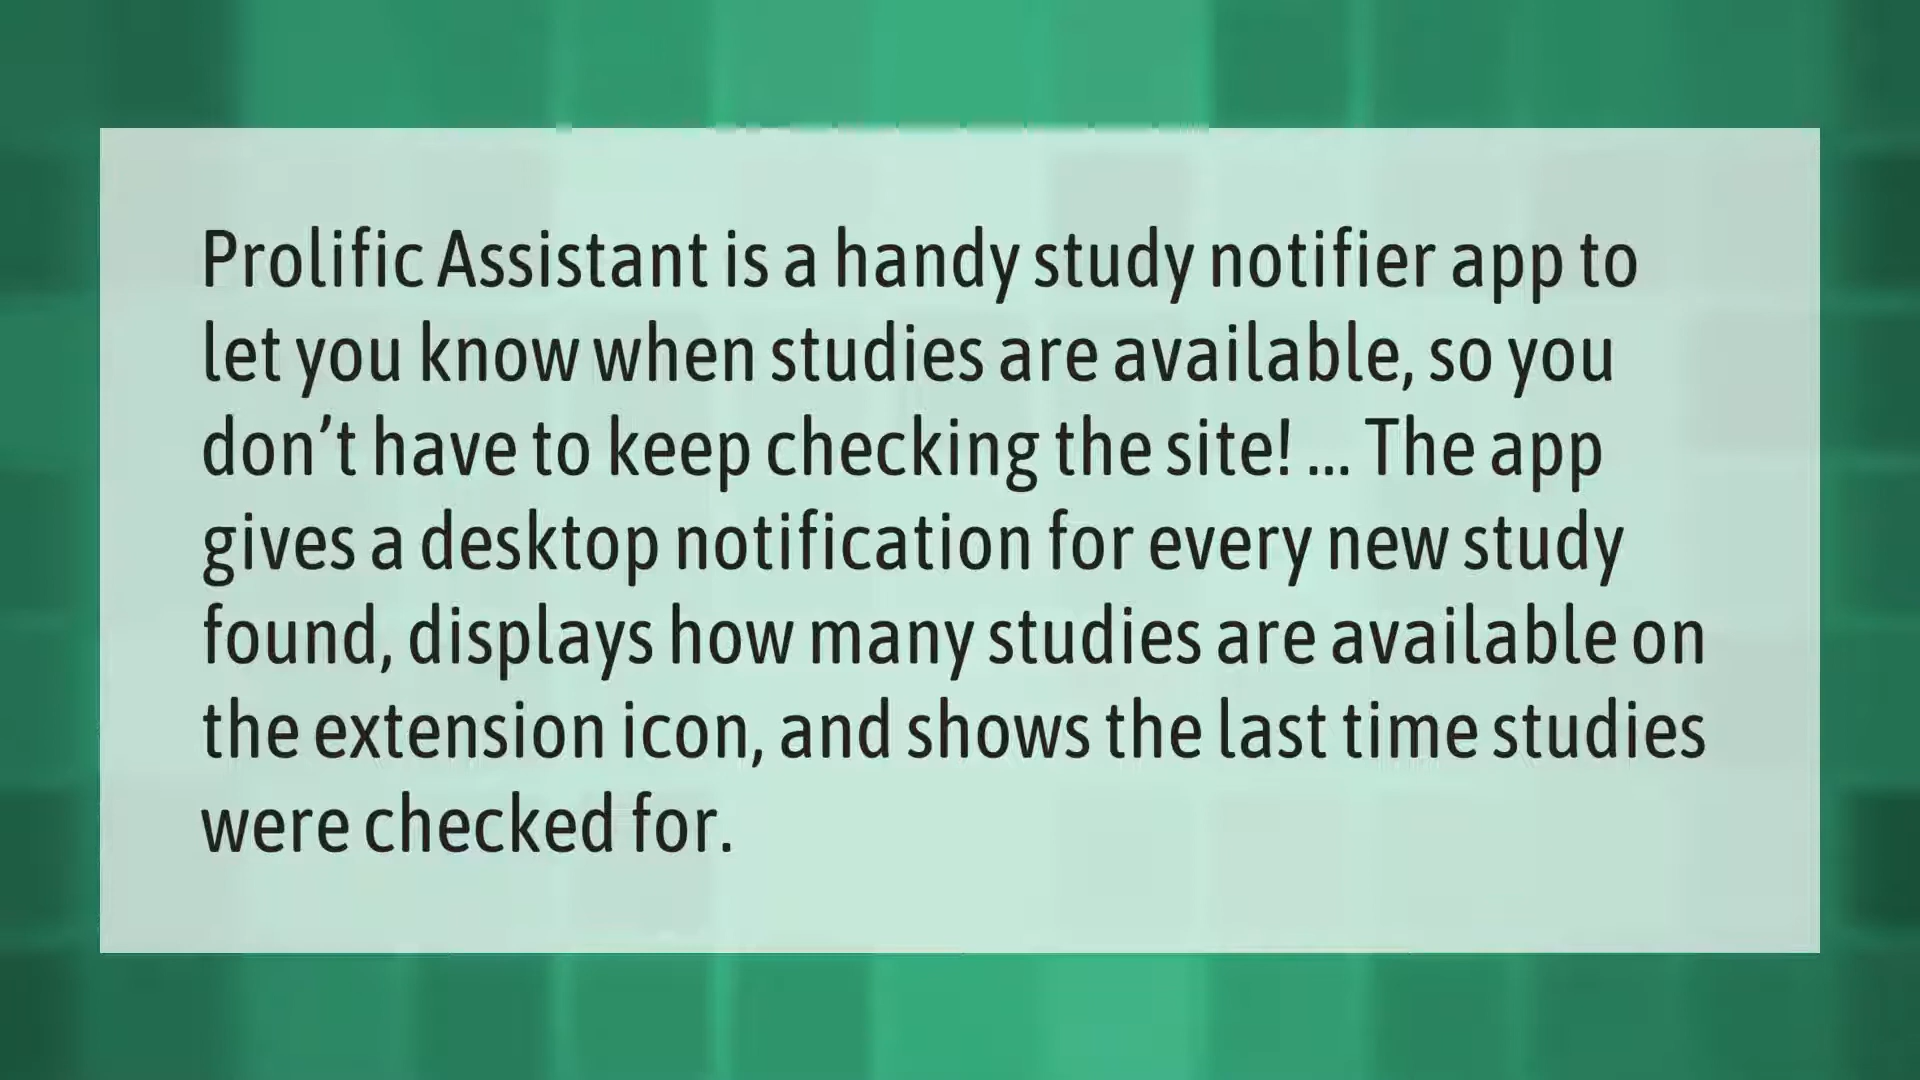 Prolific Assistant is a handy study notifier app to
let you know when studies are available, so you
don’t have to keep checking the site! ... The app
gives a desktop notification for every new study
found, displays how many studies are available on
the extension icon, and shows the last time studies
were checked for.